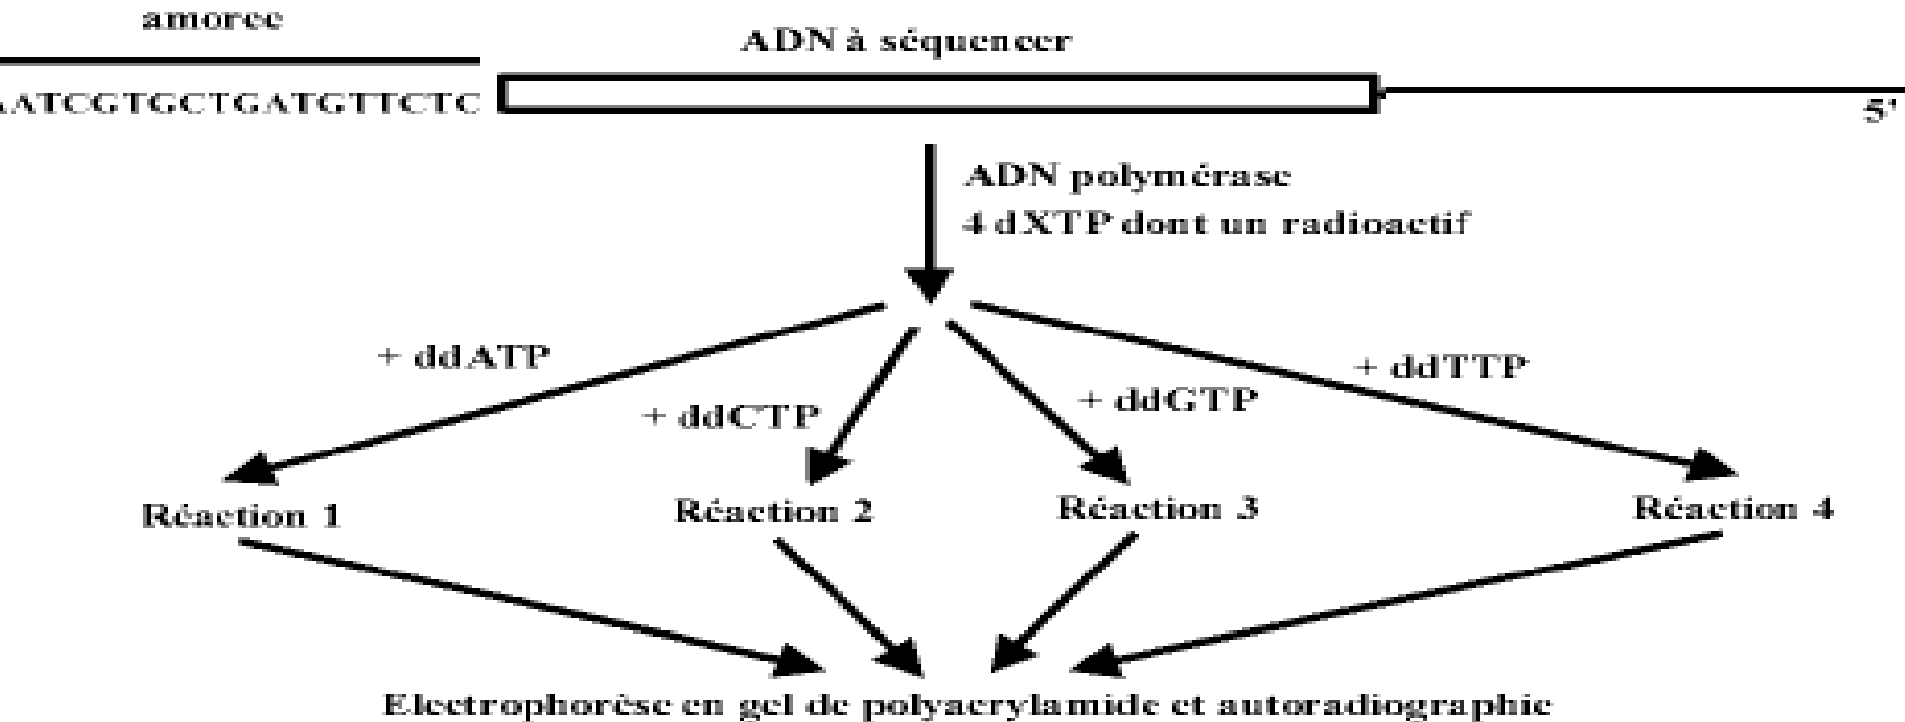 amorce
ADN à séquencer
AATCGTGCTGATGTTCTC
5'
ADN polymérase
4 dXTP dont un radioactif
+ ddATP
+ ddCTP
+ ddGTP
+ ddTTP
Réaction 1
Réaction 2
Réaction 3
Réaction 4
Electrophorèse en gel de polyacrylamide et autoradiographie